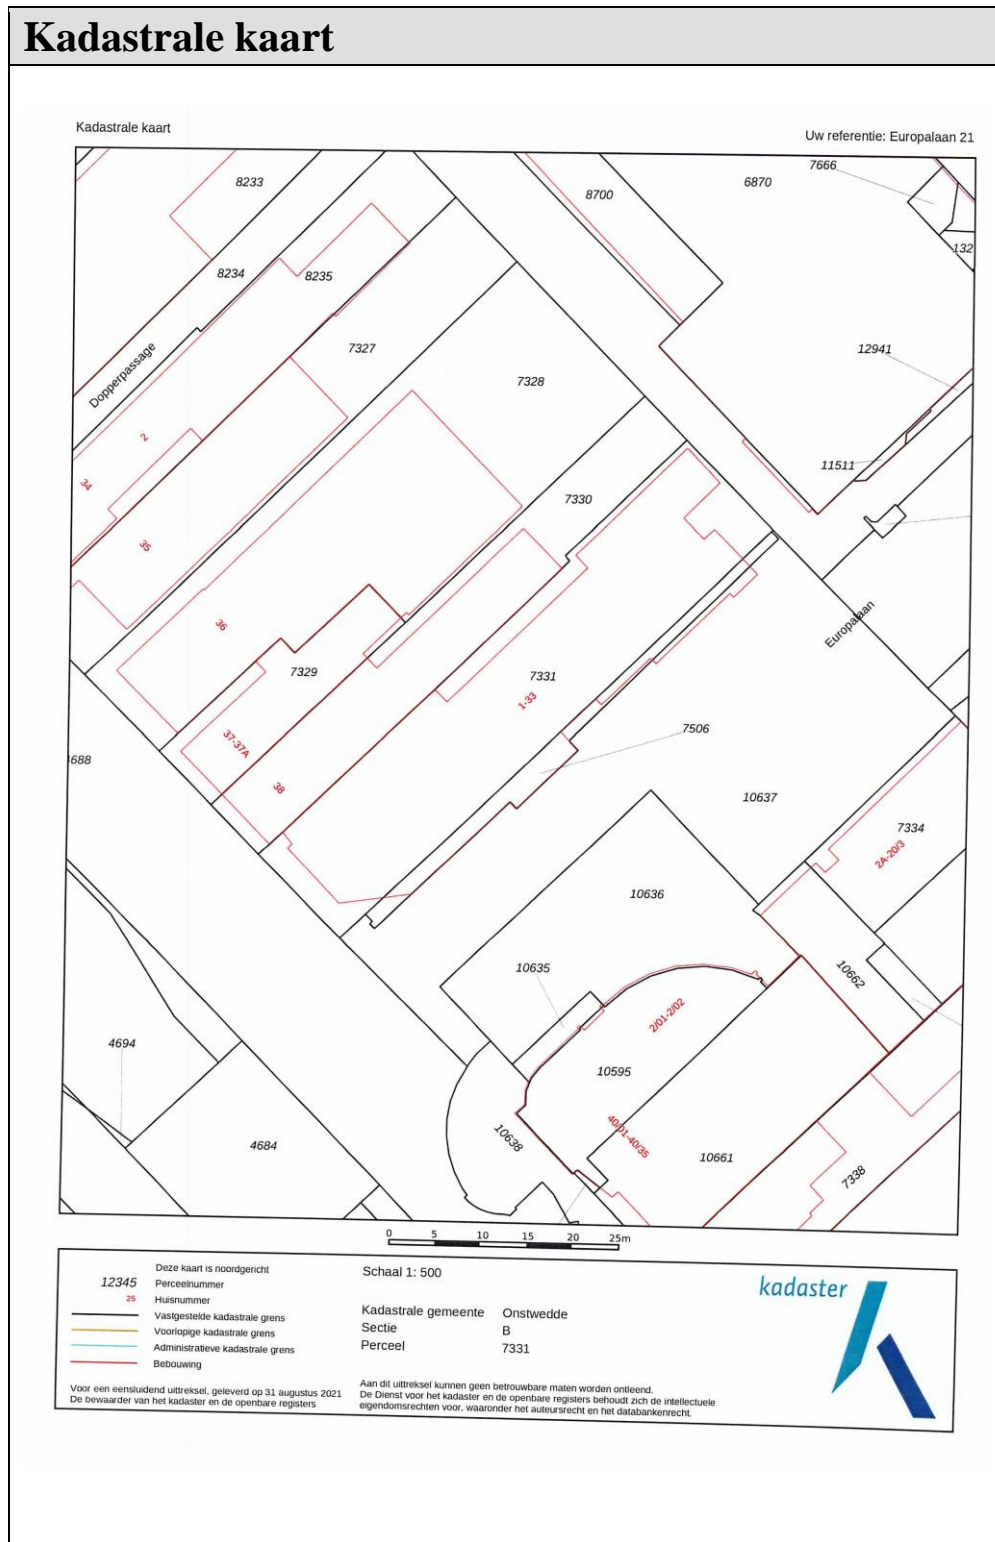 Kadastrale kaart
Kadastrale kaart
Uw referentie: Europalaan 21
7666
8233
8700
6870
132
8234
8235
7327
12941
Dopperpassage
7328
2
34
11511
7330
35
Europalaan
36
7329
7331
1-33
37-37A
7506
688
38
10637
7334
2A-20/3
10636
10635
10662
2/01-2/02
4694
10595
40/01-40/35
10638
4684
10661
7338
0 5 10 15 20 25m
Deze kaart is noordgericht
12345 Perceelnummer
25 Huisnummer
Vastgestelde kadastrale grens
Voorlopige kadastrale grens
Administratieve kadastrale grens
Bebouwing
Schaal 1: 500
Kadastrale gemeente Onstwedde
Sectie B
Perceel 7331
kadaster
Voor een eensluidend uittreksel, geleverd op 31 augustus 2021
De bewaarder van het kadaster en de openbare registers
Aan dit uittreksel kunnen geen betrouwbare maten worden ontleend.
De Dienst voor het kadaster en de openbare registers behoudt zich de intellectuele
eigendomsrechten voor, waaronder het auteursrecht en het databankenrecht.